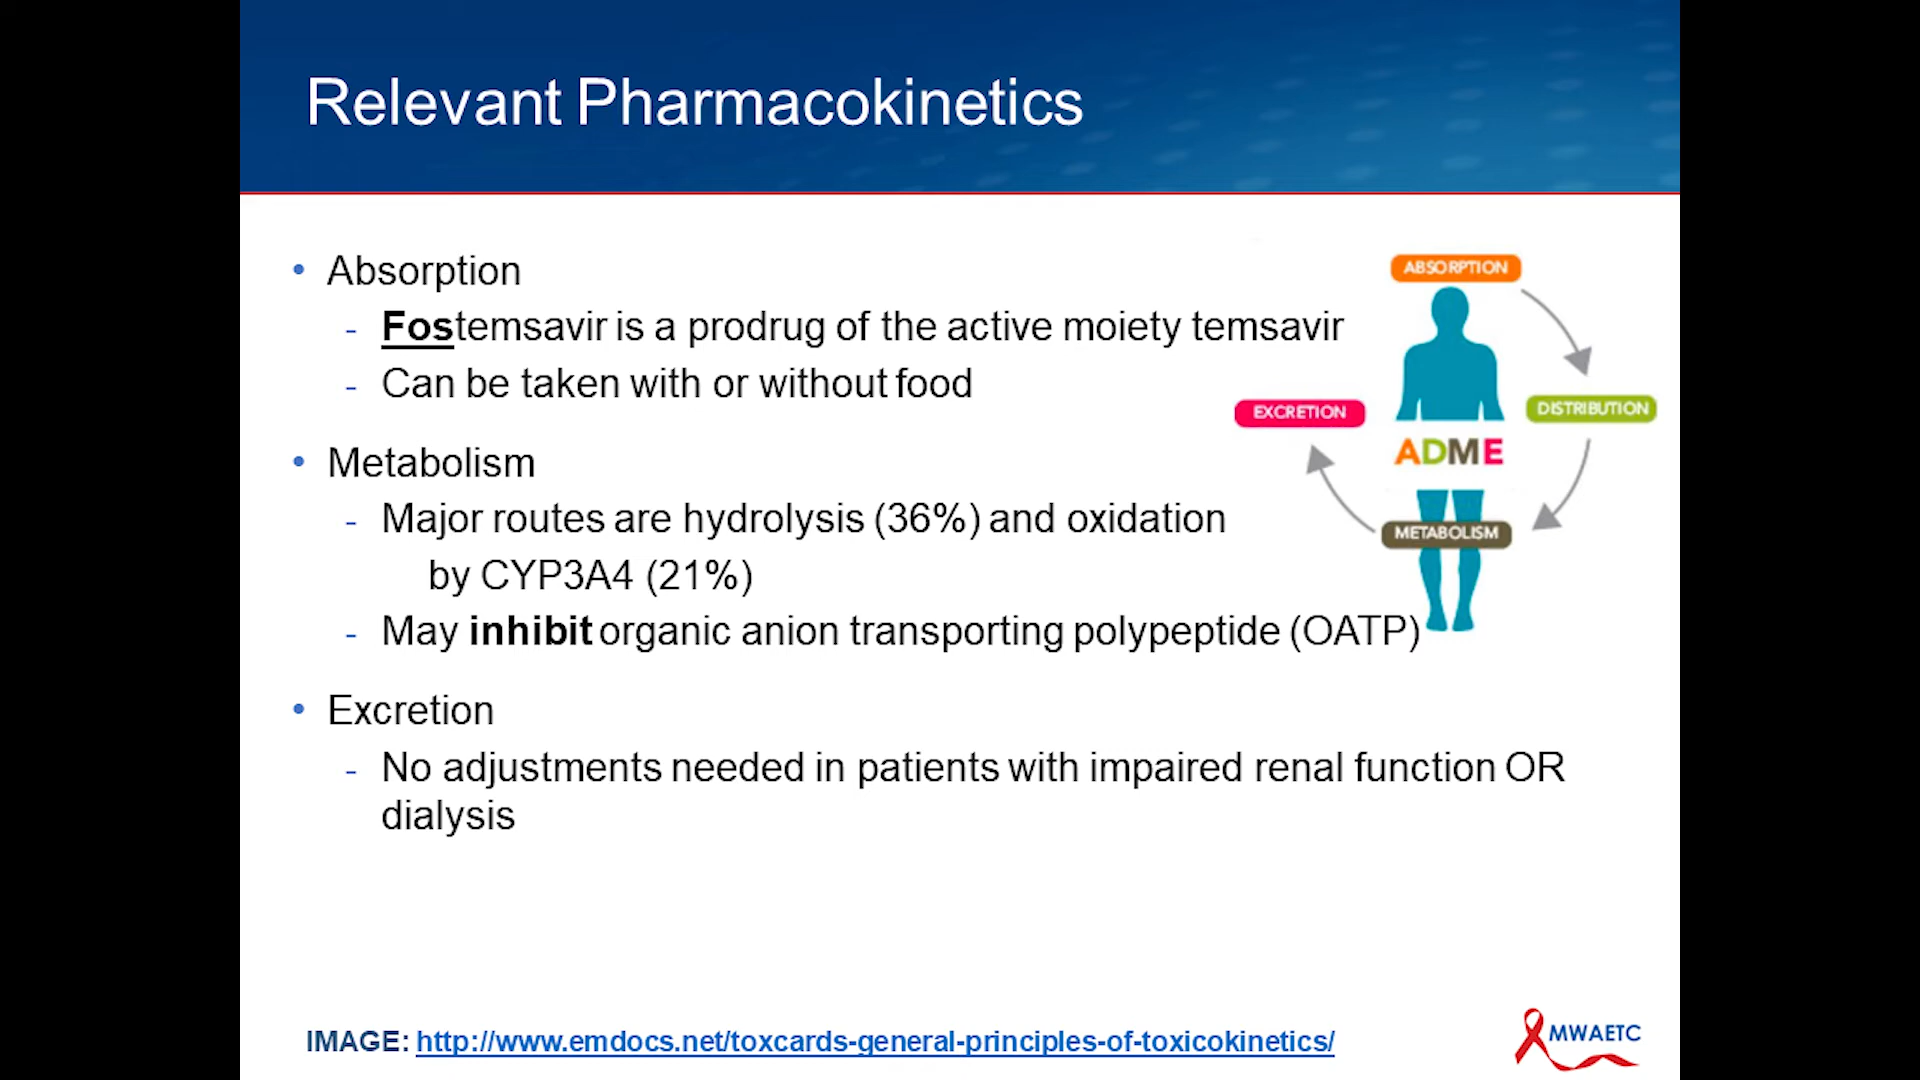 Relevant Pharmacokinetics
• Absorption
- Fostemsavir is a prodrug of the active moiety temsavir
- Can be taken with or without food
• Metabolism
- Major routes are hydrolysis (36%) and oxidation
by CYP3A4 (21%)
- May inhibit organic anion transporting polypeptide (OATP)
• Excretion
- No adjustments needed in patients with impaired renal function OR
dialysis
ABSORPTION
DISTRIBUTION
EXCRETION
ADME
METABOLISM
IMAGE: http://www.emdocs.net/toxcards-general-principles-of-toxicokinetics/
MWAETC